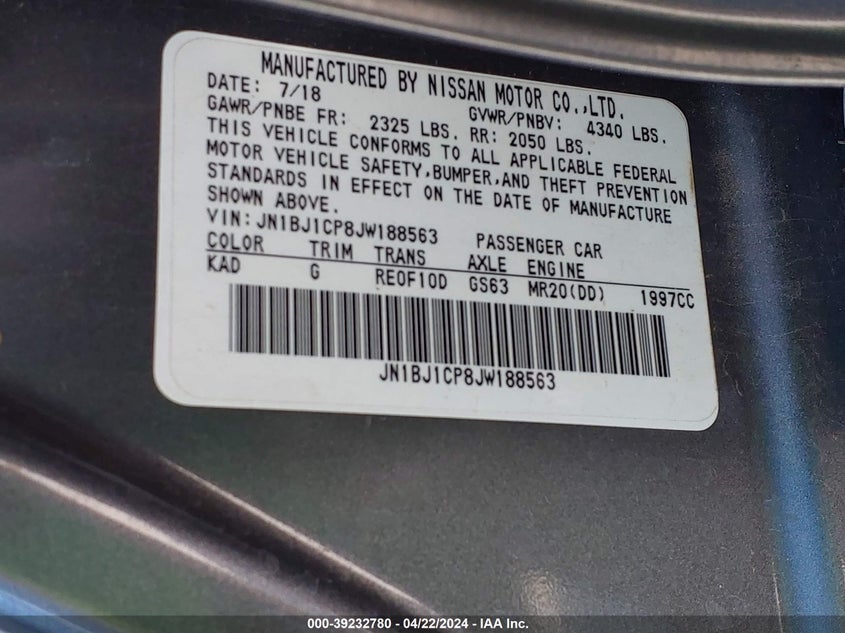 MANUFACTURED BY NISSAN MOTOR CO.,LTD.
DATE: 7/18 GVWR/PNBV: 4340 LBS.
GAWR/PNBE FR: 2325 LBS. RR: 2050 LBS.
THIS VEHICLE CONFORMS TO ALL APPLICABLE FEDERAL
MOTOR VEHICLE SAFETY,BUMPER,AND THEFT PREVENTION
STANDARDS IN EFFECT ON THE DATE OF MANUFACTURE
SHOWN ABOVE.
VIN:JN1BJ1CP8JW188563 PASSENGER CAR
COLOR TRIM TRANS AXLE ENGINE
KAD G RE0F10D GS63 MR20(DD) 1997CC
JN1BJ1CP8JW188563
000-39232780 - 04/22/2024 - IAA Inc.